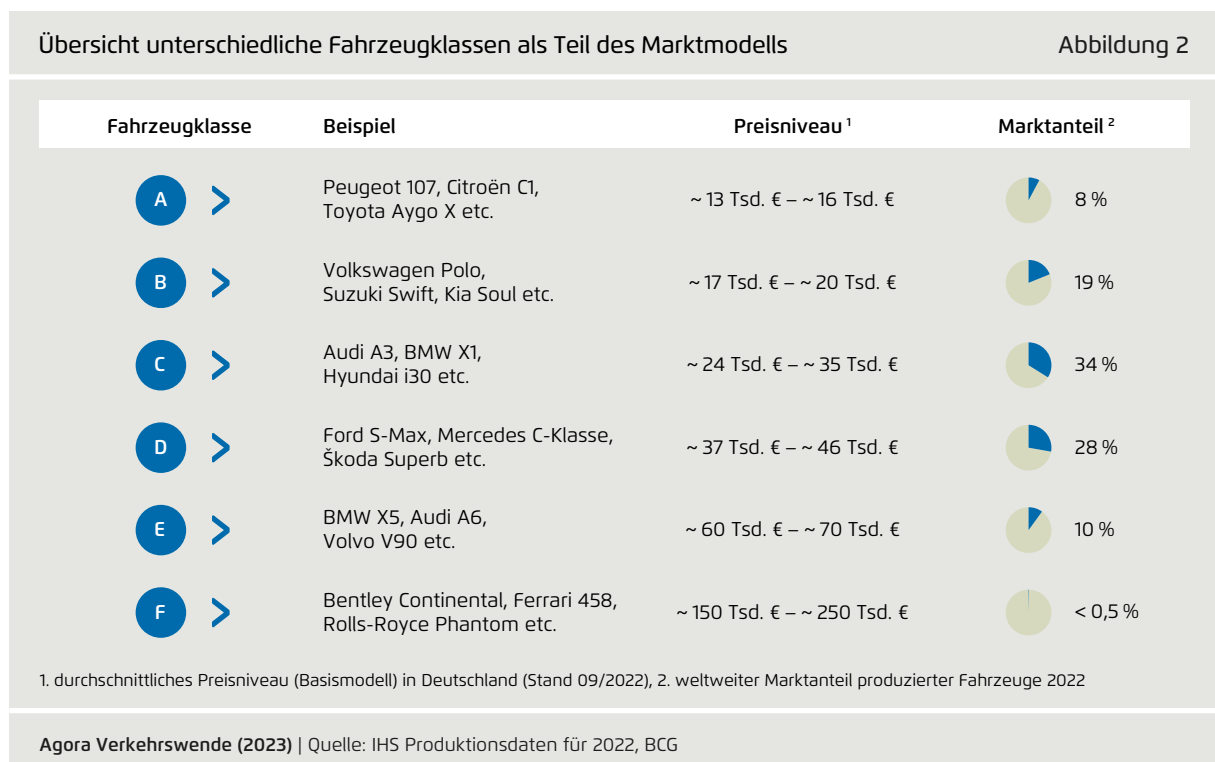 Übersicht unterschiedliche Fahrzeugklassen als Teil des Marktmodells
Abbildung 2
Fahrzeugklasse Beispiel Preisniveau 1 Marktanteil 2
A > Peugeot 107, Citroën C1,
Toyota Aygo X etc.
~ 13 Tsd. € – ~ 16 Tsd. € 8 %
B > Volkswagen Polo,
Suzuki Swift, Kia Soul etc.
~ 17 Tsd. € – ~ 20 Tsd. € 19 %
C > Audi A3, BMW X1,
Hyundai i30 etc.
~ 24 Tsd. € – ~ 35 Tsd. € 34 %
D > Ford S-Max, Mercedes C-Klasse,
Škoda Superb etc.
~ 37 Tsd. € – ~ 46 Tsd. € 28 %
E > BMW X5, Audi A6,
Volvo V90 etc.
~ 60 Tsd. € – ~ 70 Tsd. € 10 %
F > Bentley Continental, Ferrari 458,
Rolls-Royce Phantom etc.
~ 150 Tsd. € – ~ 250 Tsd. € < 0,5 %
1. durchschnittliches Preisniveau (Basismodell) in Deutschland (Stand 09/2022), 2. weltweiter Marktanteil produzierter Fahrzeuge 2022
Agora Verkehrswende (2023) | Quelle: IHS Produktionsdaten für 2022, BCG